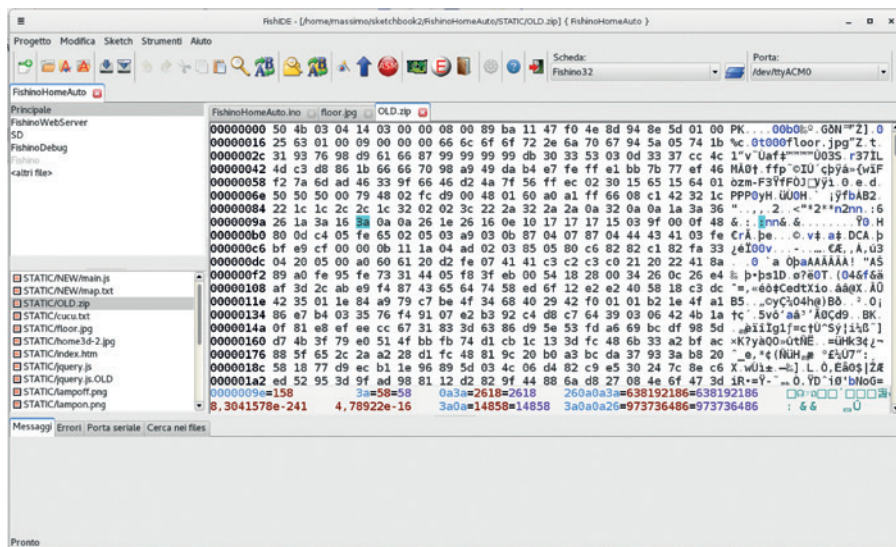 FishIDE - [/home/massimo/sketchbook2/FishinoHomeAuto/STATIC/OLD.zip] { FishinoHomeAuto }
Progetto Modifica Sketch Strumenti Aiuto
Scheda: Porta:
Fishino32 /dev/ttyACM0
FishinoHomeAuto
Principale
FishinoWebServer
SD
FishinoDebug
Fishino
<altri file>
STATIC/NEW/main.js
STATIC/NEW/map.txt
STATIC/OLD.zip
STATIC/cucu.txt
STATIC/floor.jpg
STATIC/home3d-2.jpg
STATIC/index.htm
STATIC/jquery.js
STATIC/jquery.js.OLD
STATIC/lampoff.png
STATIC/lampon.png
FishinoHomeAuto.ino floor.jpg OLD.zip
00000000 50 4b 03 04 14 03 00 00 08 00 89 ba 11 47 f0 4e 8d 94 8e 5d 01 00
00000016 25 63 01 00 09 00 00 00 66 6c 6f 6f 72 2e 6a 70 67 94 5a 05 74 1b
0000002c 31 93 76 98 d9 61 66 87 99 99 99 99 db 30 33 53 03 0d 33 37 cc 4c
00000042 4d c3 d8 86 1b 66 66 70 98 a9 49 da b4 e7 fe ff e1 bb 7b 77 ef 46
00000058 f2 7a 6d ad 46 33 9f 66 46 d2 4a 7f 56 ff ec 02 30 15 65 15 64 01
0000006e 50 50 50 00 79 48 02 fc d9 00 48 01 60 a0 a1 ff 66 08 c1 42 32 1c
00000084 22 1c 1c 2c 2c 1c 32 02 02 3c 22 2a 32 2a 2a 0a 32 0a 0a 1a 3a 36
0000009a 26 1a 3a 16 3a 0a 0a 26 1e 26 16 0e 10 17 17 17 15 03 9f 00 0f 48
000000b0 80 0d c4 05 fe 65 02 05 03 a9 03 0b 87 04 07 87 04 44 43 41 03 fe
000000c6 bf e9 cf 00 00 0b 11 1a 04 ad 02 03 85 05 80 c6 82 82 c1 82 fa 33
000000dc 04 20 05 00 a0 60 61 20 d2 fe 07 41 41 c3 c2 c3 c0 21 20 22 41 8a
000000f2 89 a0 fe 95 fe 73 31 44 05 f8 3f eb 00 54 18 28 00 34 26 0c 26 e4
00000108 af 3d 2c ab e9 f4 87 43 65 64 74 58 ed 6f 12 e2 e2 40 58 18 c3 dc
0000011e 42 35 01 1e 84 a9 79 c7 be 4f 34 68 40 29 42 f0 01 01 b2 1e 4f a1
00000134 86 e7 b4 03 35 76 f4 91 07 e2 b3 92 c4 d8 c7 64 39 03 06 42 4b 1a
0000014a 0f 81 e8 ef ee cc 67 31 83 3d 63 86 d9 5e 53 fd a6 69 bc df 98 5d
00000160 d7 4b 3f 79 e0 51 4f bb fb 74 d1 cb 1c 13 3d fc 48 6b 33 a2 bf ac
00000176 88 5f 65 2c 2a a2 28 d1 fc 48 81 9c 20 b0 a3 bc da 37 93 3a b8 20
0000018c 58 18 77 d9 ec b1 1e 96 89 5d 03 4c 06 d4 82 c9 e5 30 24 7c 8e c6
000001a2 ed 52 95 3d 9f ad 98 81 12 d2 82 9f 44 88 6a d8 27 08 4e 6f 47 3d
0000009e=158 3a=58=58 0a3a=2618=2618 260a0a3a=638192186=638192186
8,3041578e-241 4,78922e-16 3a0a=14858=14858 3a0a0a26=973736486=973736486
Messaggi Errori Porta seriale Cerca nei files
Pronto